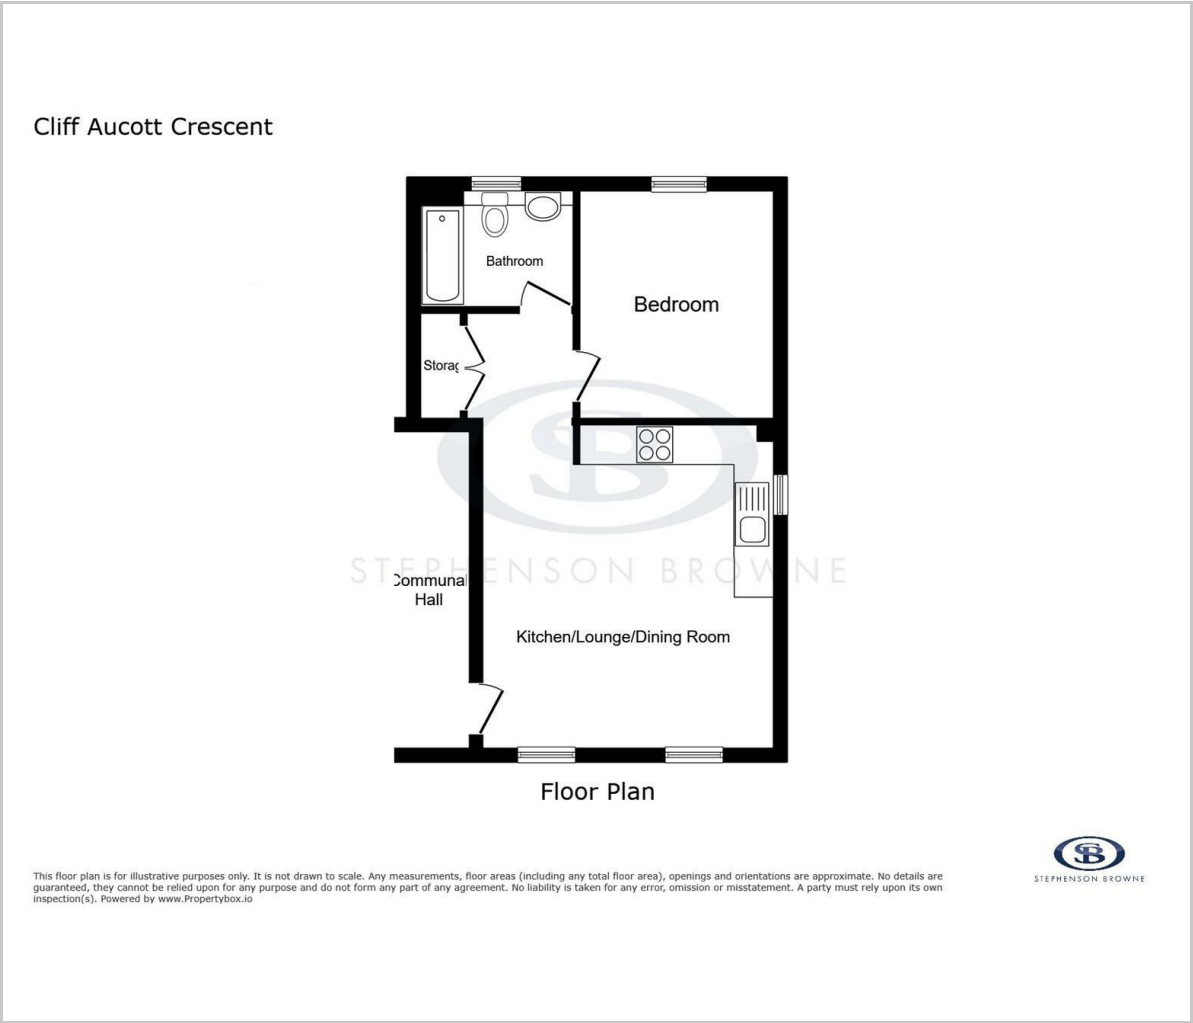 Cliff Aucott Crescent
Bathroom
Bedroom
Storag
STEPHENSON BROWNE
Communal
Hall
Kitchen/Lounge/Dining Room
Floor Plan
This floor plan is for illustrative purposes only. It is not drawn to scale. Any measurements, floor areas (including any total floor area), openings and orientations are approximate. No details are
guaranteed, they cannot be relied upon for any purpose and do not form any part of any agreement. No liability is taken for any error, omission or misstatement. A party must rely upon its own
inspection(s). Powered by www.Propertybox.io
SB
STEPHENSON BROWNE